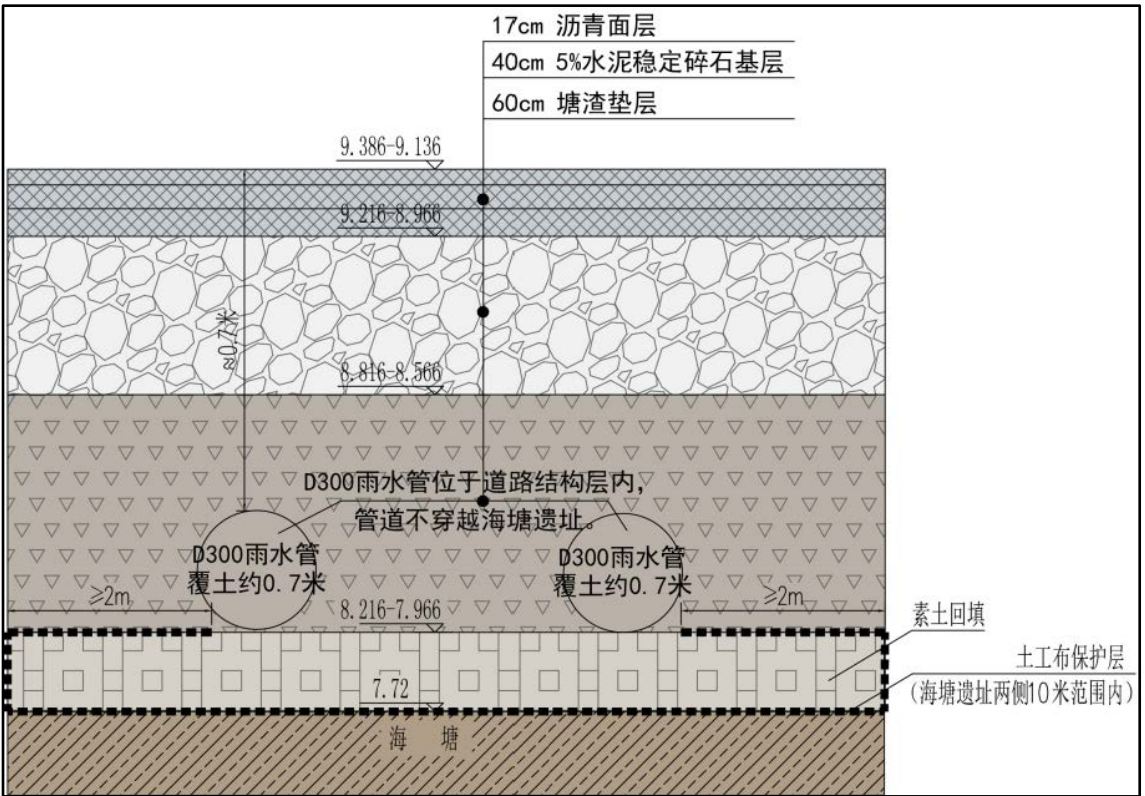 17cm 沥青面层
40cm 5%水泥稳定碎石基层
60cm 塘渣垫层
9.386-9.136
9.216-8.966
≈0.7米
8.816-8.566
D300雨水管位于道路结构层内，
管道不穿越海塘遗址。
D300雨水管
覆土约0.7米
D300雨水管
覆土约0.7米
≥2m
8.216-7.966
≥2m
素土回填
土工布保护层
(海塘遗址两侧10米范围内)
7.72
海 塘